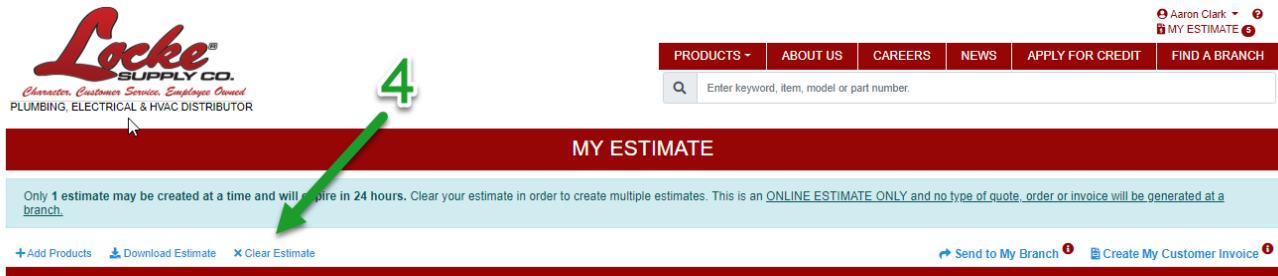 Locke®
SUPPLY CO.
Character. Customer Service. Employee Owned
PLUMBING, ELECTRICAL & HVAC DISTRIBUTOR
Aaron Clark
MY ESTIMATE 5
PRODUCTS ABOUT US CAREERS NEWS APPLY FOR CREDIT FIND A BRANCH
Enter keyword, item, model or part number.
4
MY ESTIMATE
Only 1 estimate may be created at a time and will expire in 24 hours. Clear your estimate in order to create multiple estimates. This is an ONLINE ESTIMATE ONLY and no type of quote, order or invoice will be generated at a
branch.
+Add Products Download Estimate × Clear Estimate Send to My Branch Create My Customer Invoice